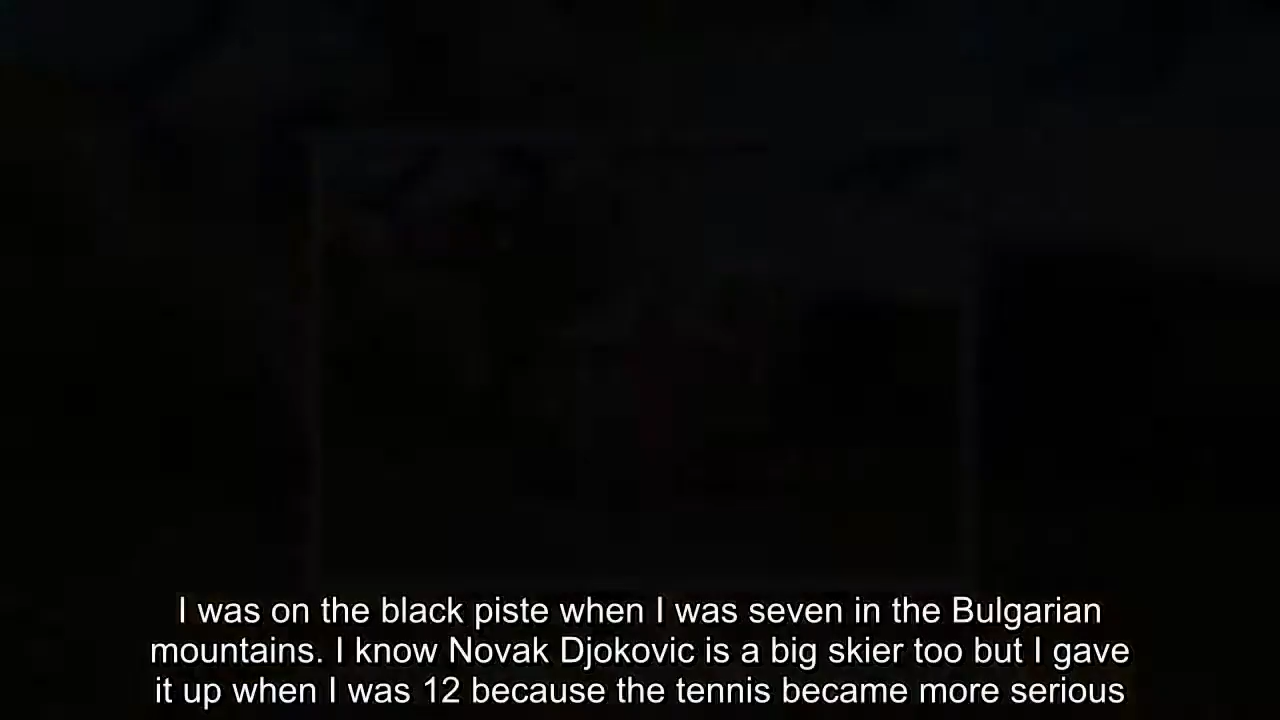 I was on the black piste when I was seven in the Bulgarian
mountains. I know Novak Djokovic is a big skier too but I gave
it up when I was 12 because the tennis became more serious